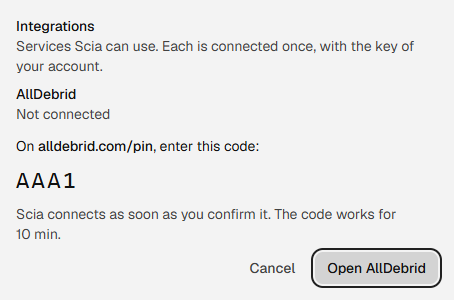 Integrations
Services Scia can use. Each is connected once, with the key of
your account.
AllDebrid
Not connected
On alldebrid.com/pin, enter this code:
AAA1
Scia connects as soon as you confirm it. The code works for
10 min.
Cancel
Open AllDebrid